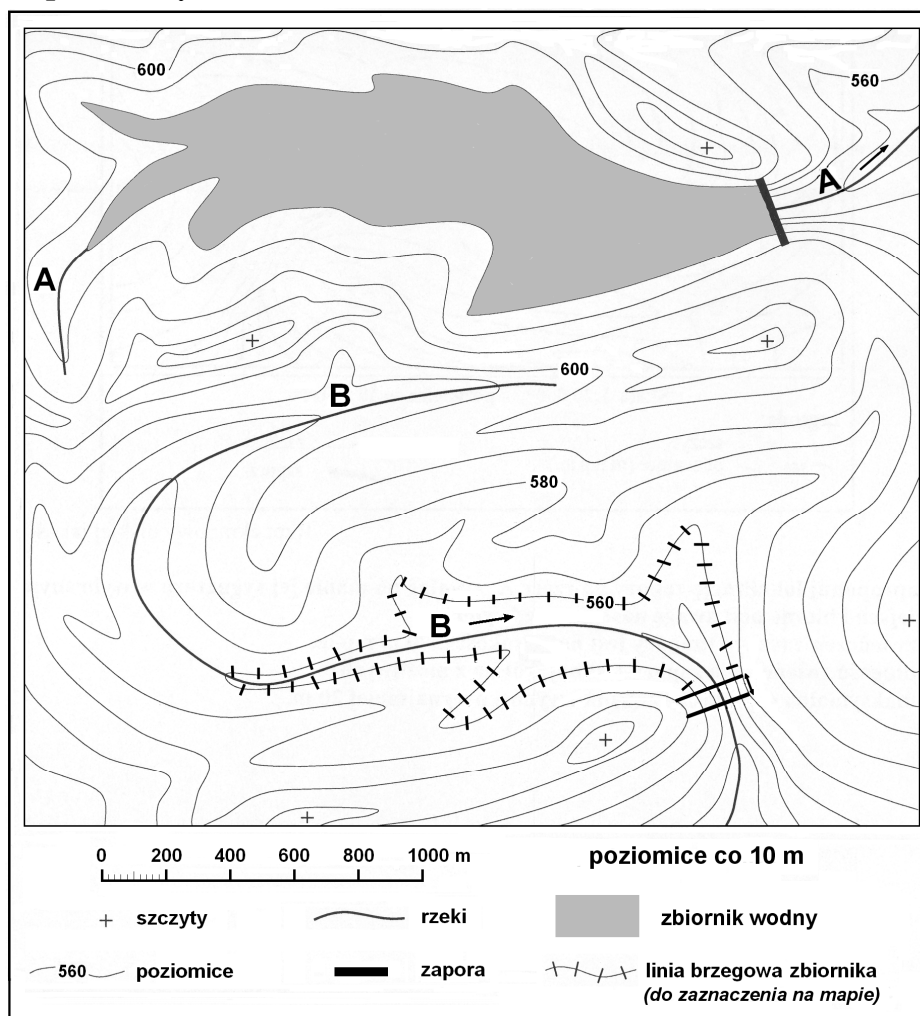 600
560
A
A
600
B
580
560
B
0 200 400 600 800 1000 m
poziomice co 10 m
szczyty
rzeki
zbiornik wodny
560
poziomice
zapora
linia brzegowa zbiornika
(do zaznaczenia na mapie)